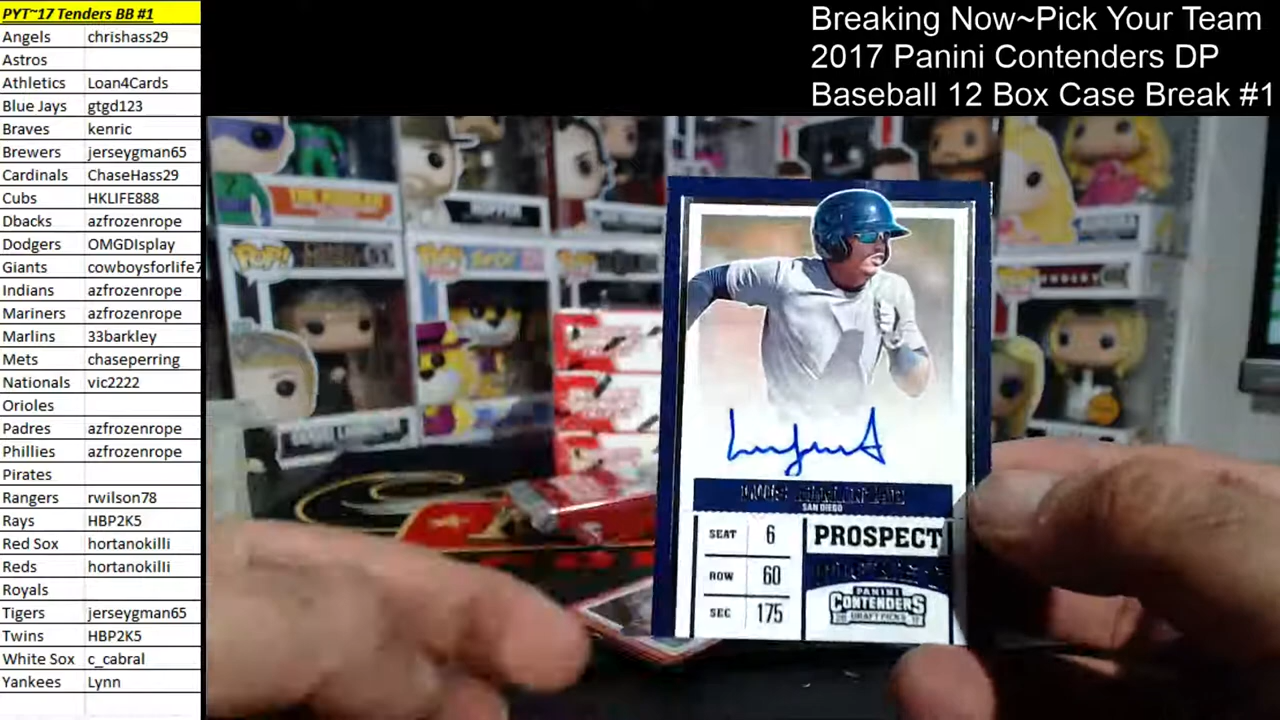 PYT~17 Tenders BB #1
Angels chrishass29
Astros
Athletics Loan4Cards
Blue Jays gtgd123
Braves kenric
Brewers jerseygman65
Cardinals ChaseHass29
Cubs HKLIFE888
Dbacks azfrozenrope
Dodgers OMGDIsplay
Giants cowboysforlife7
Indians azfrozenrope
Mariners azfrozenrope
Marlins 33barkley
Mets chaseperring
Nationals vic2222
Orioles
Padres azfrozenrope
Phillies azfrozenrope
Pirates
Rangers rwilson78
Rays HBP2K5
Red Sox hortanokilli
Reds hortanokilli
Royals
Tigers jerseygman65
Twins HBP2K5
White Sox c_cabral
Yankees Lynn
Breaking Now~Pick Your Team
2017 Panini Contenders DP
Baseball 12 Box Case Break #1
POP!
SAN DIEGO
SEAT 6
ROW 60
SEC 175
PROSPECT
PANINI
CONTENDERS
DRAFT PICKS